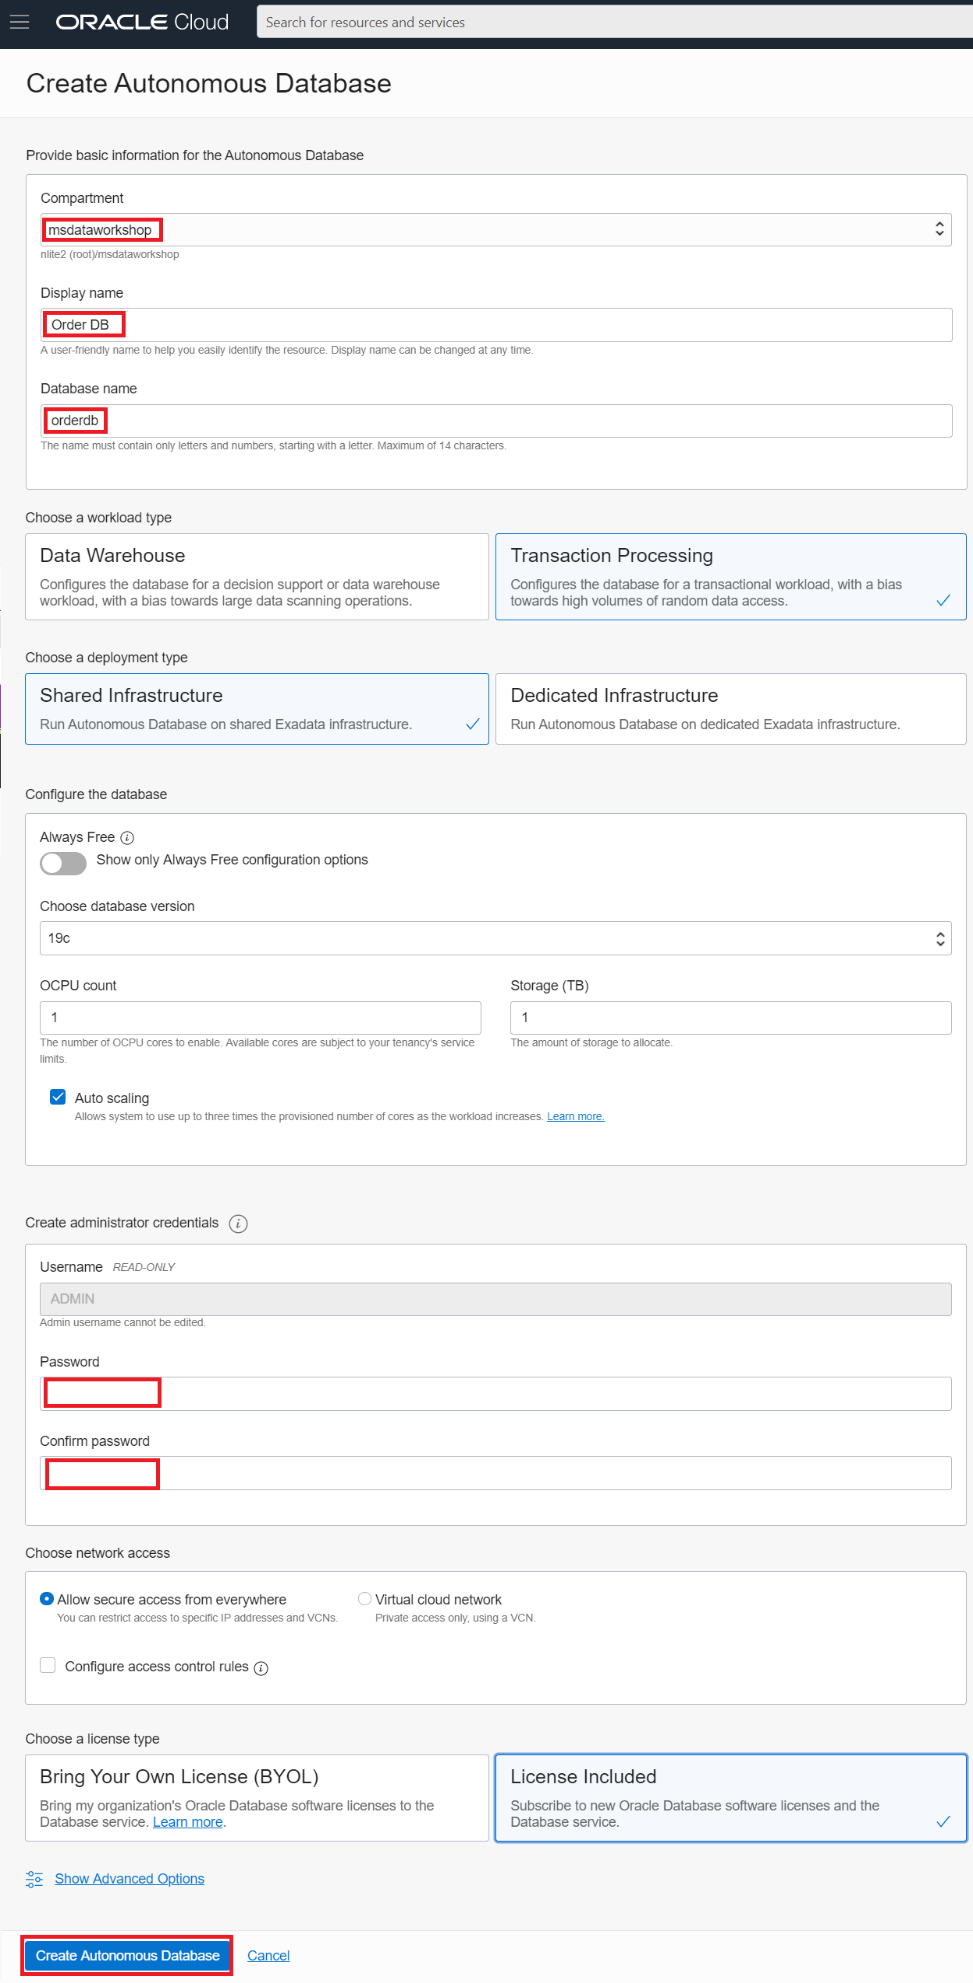 ORACLE Cloud
Search for resources and services
Create Autonomous Database
Provide basic information for the Autonomous Database
Compartment
msdataworkshop
nlite2 (root)/msdataworkshop
Display name
Order DB
A user-friendly name to help you easily identify the resource. Display name can be changed at any time.
Database name
orderdb
The name must contain only letters and numbers, starting with a letter. Maximum of 14 characters.
Choose a workload type
Data Warehouse
Configures the database for a decision support or data warehouse
workload, with a bias towards large data scanning operations.
Transaction Processing
Configures the database for a transactional workload, with a bias
towards high volumes of random data access.
Choose a deployment type
Shared Infrastructure
Run Autonomous Database on shared Exadata infrastructure.
Dedicated Infrastructure
Run Autonomous Database on dedicated Exadata infrastructure.
Configure the database
Always Free
Show only Always Free configuration options
Choose database version
19c
OCPU count
1
The number of OCPU cores to enable. Available cores are subject to your tenancy's service
limits.
Storage (TB)
1
The amount of storage to allocate.
Auto scaling
Allows system to use up to three times the provisioned number of cores as the workload increases. Learn more.
Create administrator credentials
Username READ-ONLY
ADMIN
Admin username cannot be edited.
Password
Confirm password
Choose network access
Allow secure access from everywhere
You can restrict access to specific IP addresses and VCNs.
Virtual cloud network
Private access only, using a VCN.
Configure access control rules
Choose a license type
Bring Your Own License (BYOL)
Bring my organization's Oracle Database software licenses to the
Database service. Learn more.
License Included
Subscribe to new Oracle Database software licenses and the
Database service.
Show Advanced Options
Create Autonomous Database
Cancel